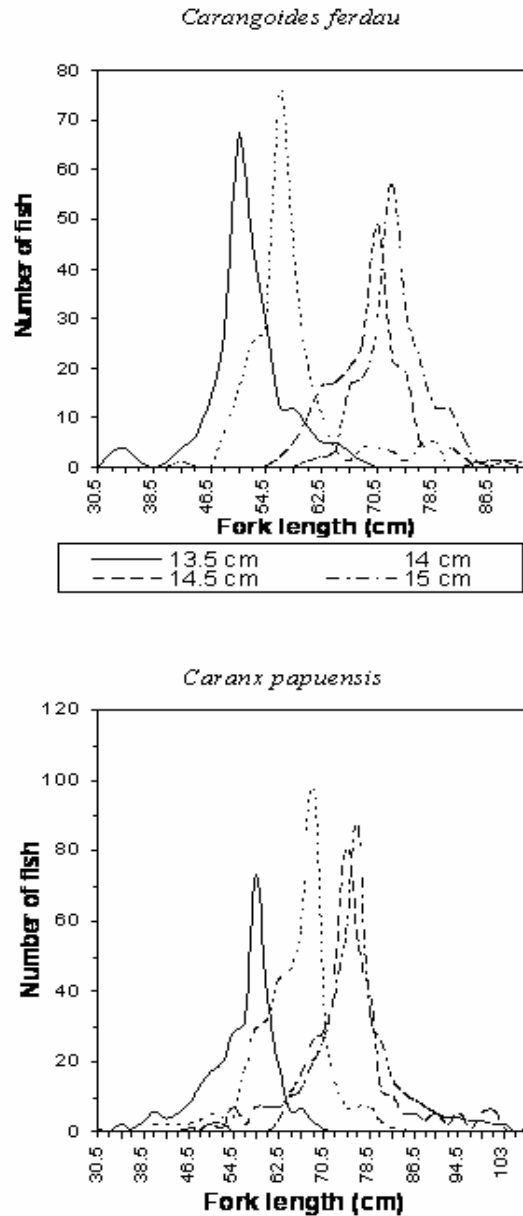 Carangoides ferdau
80
70
60
50
40
30
20
10
0
Number of fish
30.5 38.5 46.5 54.5 62.5 70.5 78.5 86.5
Fork length (cm)
13.5 cm 14 cm
14.5 cm 15 cm
Caranx papuensis
120
100
80
60
40
20
0
Number of fish
30.5 38.5 46.5 54.5 62.5 70.5 78.5 86.5 94.5 103
Fork length (cm)